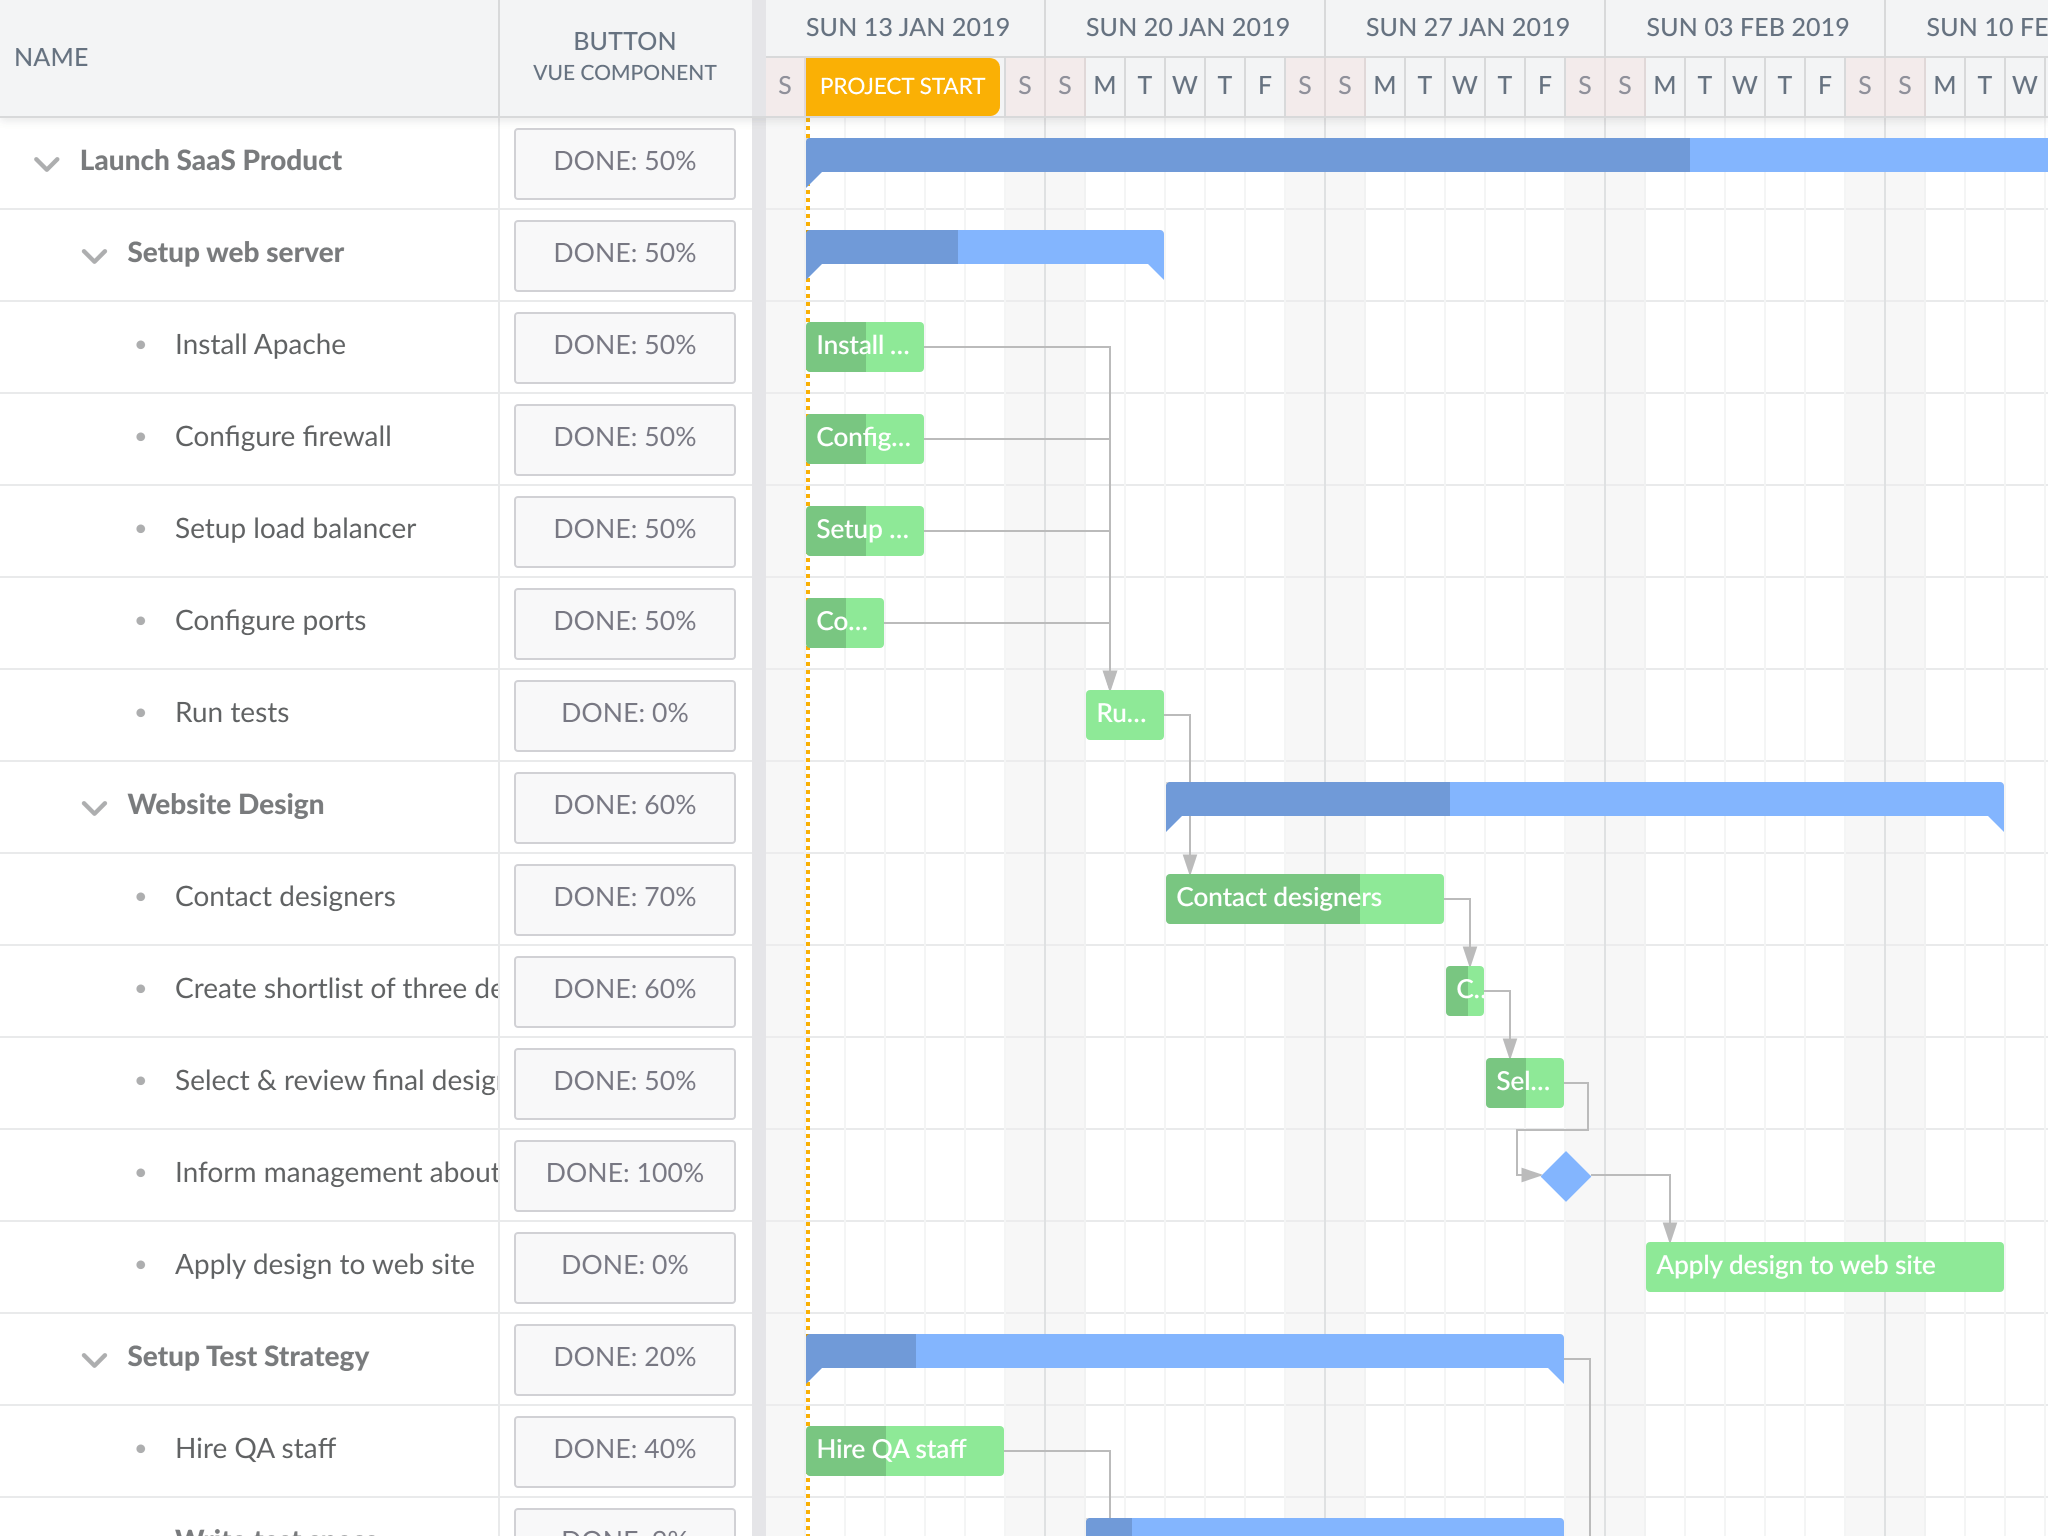 NAME
BUTTON
VUE COMPONENT
SUN 13 JAN 2019
SUN 20 JAN 2019
SUN 27 JAN 2019
SUN 03 FEB 2019
SUN 10 FE
S PROJECT START S S M T W T F S S M T W T F S S M T W T F S S M T W
Launch SaaS Product DONE: 50%
Setup web server DONE: 50%
Install Apache DONE: 50% Install ...
Configure firewall DONE: 50% Config...
Setup load balancer DONE: 50% Setup ...
Configure ports DONE: 50% Co...
Run tests DONE: 0% Ru...
Website Design DONE: 60%
Contact designers DONE: 70% Contact designers
Create shortlist of three de DONE: 60% C..
Select & review final desig DONE: 50% Sel...
Inform management about DONE: 100%
Apply design to web site DONE: 0% Apply design to web site
Setup Test Strategy DONE: 20%
Hire QA staff DONE: 40% Hire QA staff